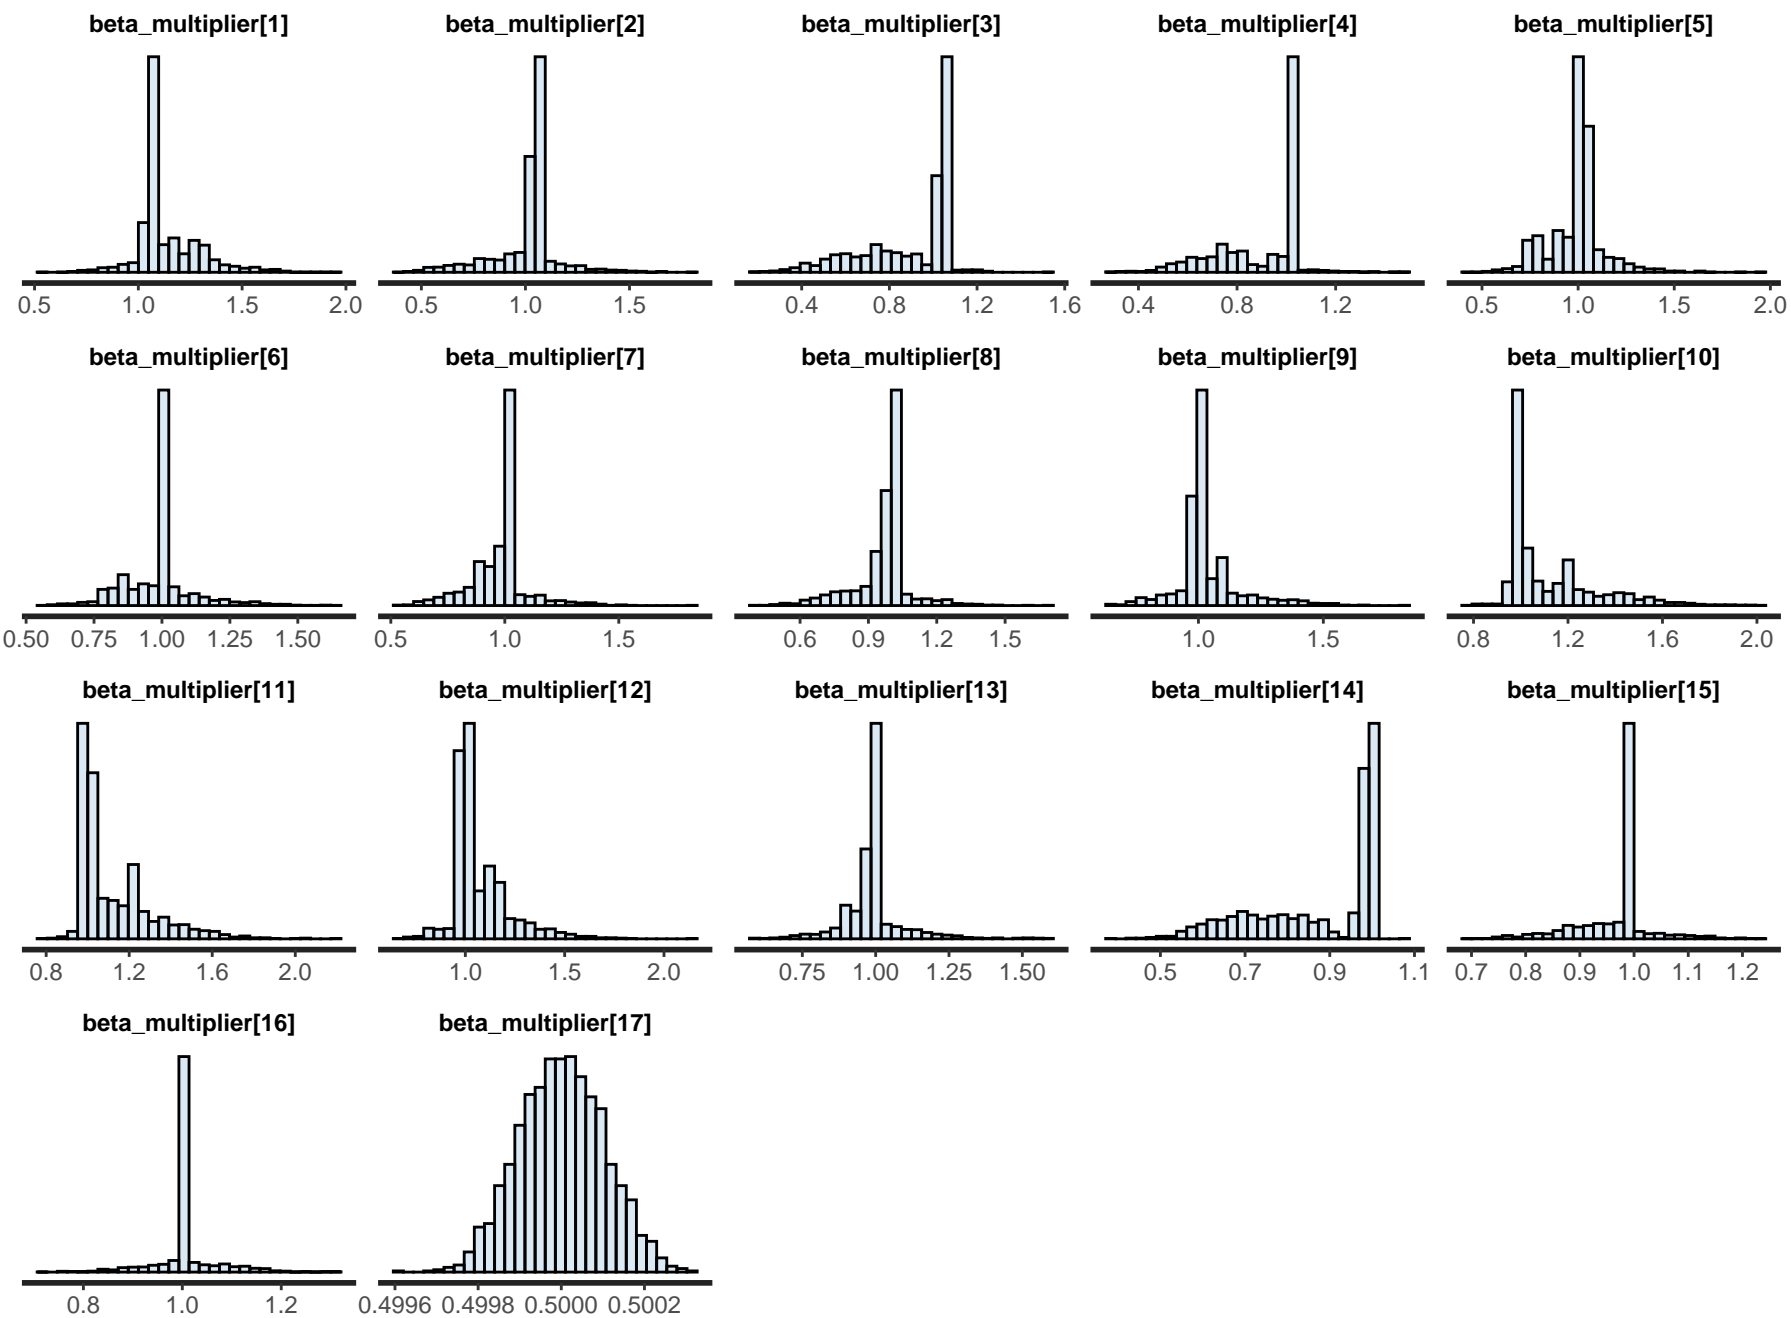 beta_multiplier[1] beta_multiplier[2] beta_multiplier[3] beta_multiplier[4] beta_multiplier[5]
0.5 1.0 1.5 2.0 0.5 1.0 1.5 0.4 0.8 1.2 1.6 0.4 0.8 1.2 0.5 1.0 1.5 2.0
beta_multiplier[6] beta_multiplier[7] beta_multiplier[8] beta_multiplier[9] beta_multiplier[10]
0.50 0.75 1.00 1.25 1.50 0.5 1.0 1.5 0.6 0.9 1.2 1.5 1.0 1.5 0.8 1.2 1.6 2.0
beta_multiplier[11] beta_multiplier[12] beta_multiplier[13] beta_multiplier[14] beta_multiplier[15]
0.8 1.2 1.6 2.0 1.0 1.5 2.0 0.75 1.00 1.25 1.50 0.5 0.7 0.9 1.1 0.7 0.8 0.9 1.0 1.1 1.2
beta_multiplier[16] beta_multiplier[17]
0.8 1.0 1.2 0.4996 0.4998 0.5000 0.5002